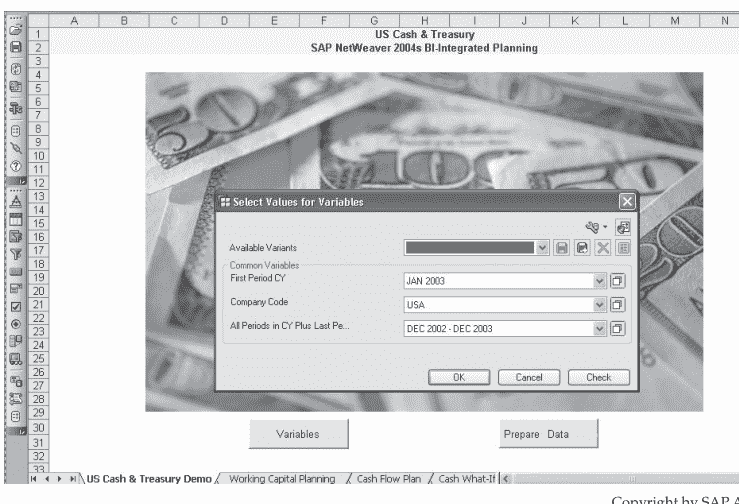 A B C D E F G H I J K L M N
1 US Cash & Treasury
2 SAP NetWeaver 2004s BI-Integrated Planning
3
4
5
6
7
8
9
10
11
12
13
14
15
16
17
18
19
20
21
22
23
24
25
26
27
28
29
30
31
32
33
Select Values for Variables
Available Variants
Common Variables
First Period CY JAN 2003
Company Code USA
All Periods in CY Plus Last Pe... DEC 2002 - DEC 2003
OK Cancel Check
Variables Prepare Data
US Cash & Treasury Demo / Working Capital Planning / Cash Flow Plan / Cash What-If
Copyright by SAP A